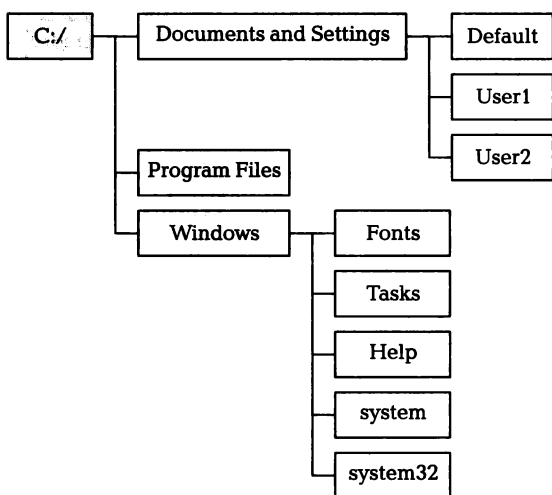 C:/
Documents and Settings
Default
User1
User2
Program Files
Windows
Fonts
Tasks
Help
system
system32